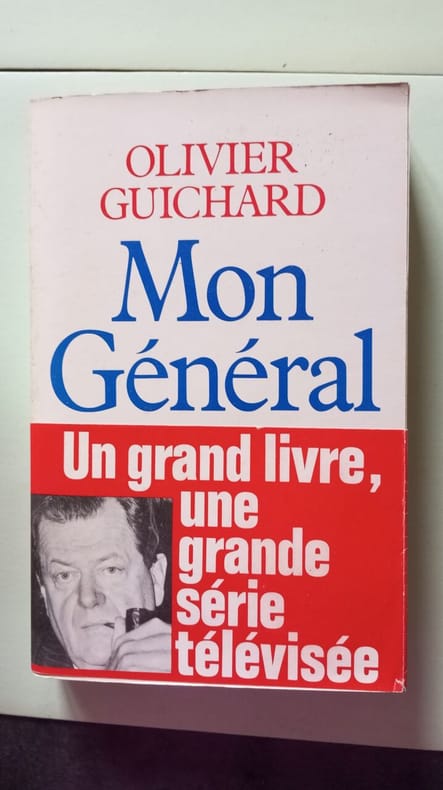 OLIVIER
GUICHARD
Mon
Général
Un grand livre,
une
grande
série
télévisée